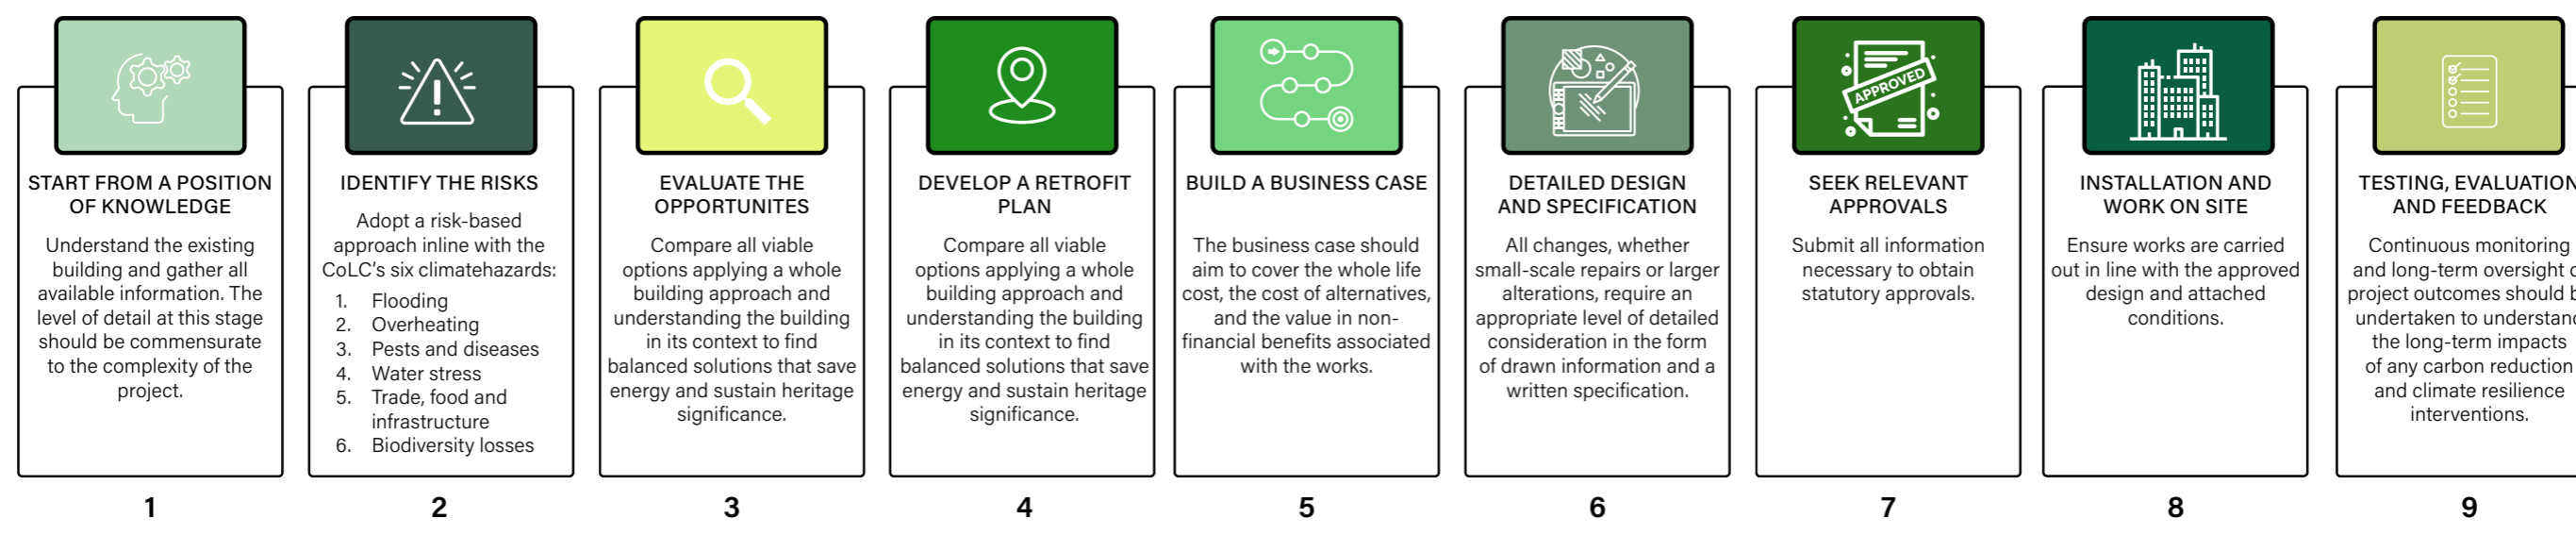 START FROM A POSITION
OF KNOWLEDGE
Understand the existing
building and gather all
available information. The
level of detail at this stage
should be commensurate
to the complexity of the
project.
1
IDENTIFY THE RISKS
Adopt a risk-based
approach inline with the
CoLC's six climatehazards:
1. Flooding
2. Overheating
3. Pests and diseases
4. Water stress
5. Trade, food and
infrastructure
6. Biodiversity losses
2
EVALUATE THE
OPPORTUNITES
Compare all viable
options applying a whole
building approach and
understanding the building
in its context to find
balanced solutions that save
energy and sustain heritage
significance.
3
DEVELOP A RETROFIT
PLAN
Compare all viable
options applying a whole
building approach and
understanding the building
in its context to find
balanced solutions that save
energy and sustain heritage
significance.
4
BUILD A BUSINESS CASE
The business case should
aim to cover the whole life
cost, the cost of alternatives,
and the value in non-
financial benefits associated
with the works.
5
DETAILED DESIGN
AND SPECIFICATION
All changes, whether
small-scale repairs or larger
alterations, require an
appropriate level of detailed
consideration in the form
of drawn information and a
written specification.
6
APPROVED
SEEK RELEVANT
APPROVALS
Submit all information
necessary to obtain
statutory approvals.
7
INSTALLATION AND
WORK ON SITE
Ensure works are carried
out in line with the approved
design and attached
conditions.
8
TESTING, EVALUATION
AND FEEDBACK
Continuous monitoring
and long-term oversight
project outcomes should
undertaken to understand
the long-term impacts
of any carbon reduction
and climate resilience
interventions.
9